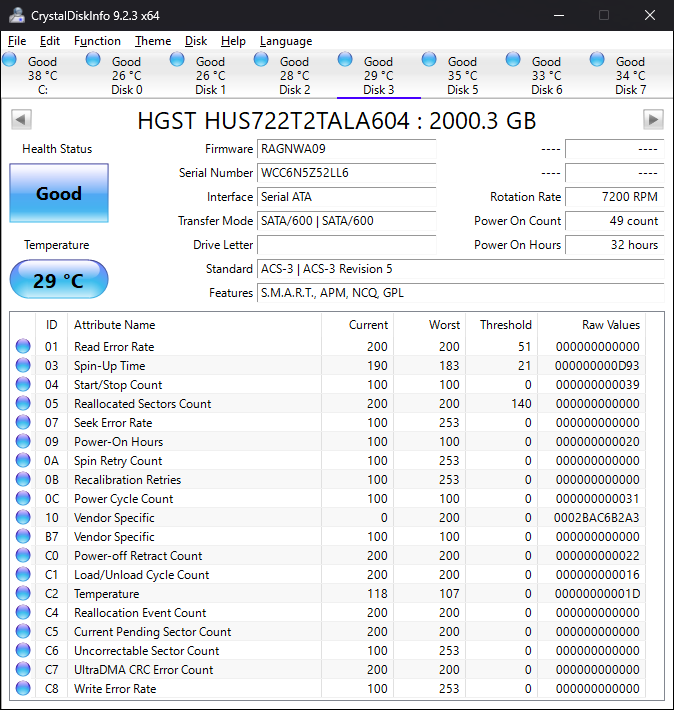 CrystalDiskInfo 9.2.3 x64
File Edit Function Theme Disk Help Language
Good Good Good Good Good Good Good Good
38 °C 26 °C 26 °C 28 °C 29 °C 35 °C 33 °C 34 °C
C: Disk 0 Disk 1 Disk 2 Disk 3 Disk 5 Disk 6 Disk 7
HGST HUS722T2TALA604 : 2000.3 GB
Health Status Firmware RAGNWA09 ---- ----
Good Serial Number WCC6N5Z52LL6 ---- ----
Interface Serial ATA Rotation Rate 7200 RPM
Transfer Mode SATA/600 | SATA/600 Power On Count 49 count
Temperature Drive Letter Power On Hours 32 hours
29 °C Standard ACS-3 | ACS-3 Revision 5
Features S.M.A.R.T., APM, NCQ, GPL
ID Attribute Name Current Worst Threshold Raw Values
01 Read Error Rate 200 200 51 000000000000
03 Spin-Up Time 190 183 21 000000000D93
04 Start/Stop Count 100 100 0 000000000039
05 Reallocated Sectors Count 200 200 140 000000000000
07 Seek Error Rate 100 253 0 000000000000
09 Power-On Hours 100 100 0 000000000020
0A Spin Retry Count 100 253 0 000000000000
0B Recalibration Retries 100 253 0 000000000000
0C Power Cycle Count 100 100 0 000000000031
10 Vendor Specific 0 200 0 0002BAC6B2A3
B7 Vendor Specific 100 100 0 000000000000
C0 Power-off Retract Count 200 200 0 000000000022
C1 Load/Unload Cycle Count 200 200 0 000000000016
C2 Temperature 118 107 0 00000000001D
C4 Reallocation Event Count 200 200 0 000000000000
C5 Current Pending Sector Count 200 200 0 000000000000
C6 Uncorrectable Sector Count 100 253 0 000000000000
C7 UltraDMA CRC Error Count 200 200 0 000000000000
C8 Write Error Rate 100 253 0 000000000000